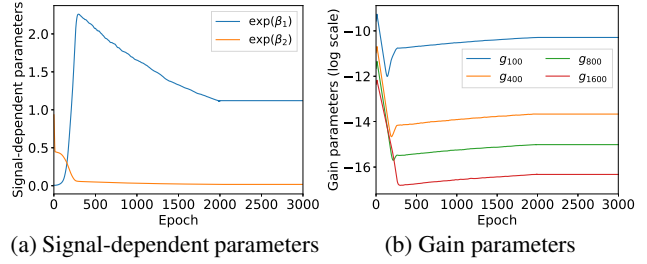 Signal-dependent parameters
2.0
1.5
1.0
0.5
0.0
exp(β₁)
exp(β₂)
0 500 1000 1500 2000 2500 3000
Epoch
(a) Signal-dependent parameters
Gain parameters (log scale)
−10
−12
−14
−16
g₁₀₀ g₈₀₀
g₄₀₀ g₁₆₀₀
0 500 1000 1500 2000 2500 3000
Epoch
(b) Gain parameters